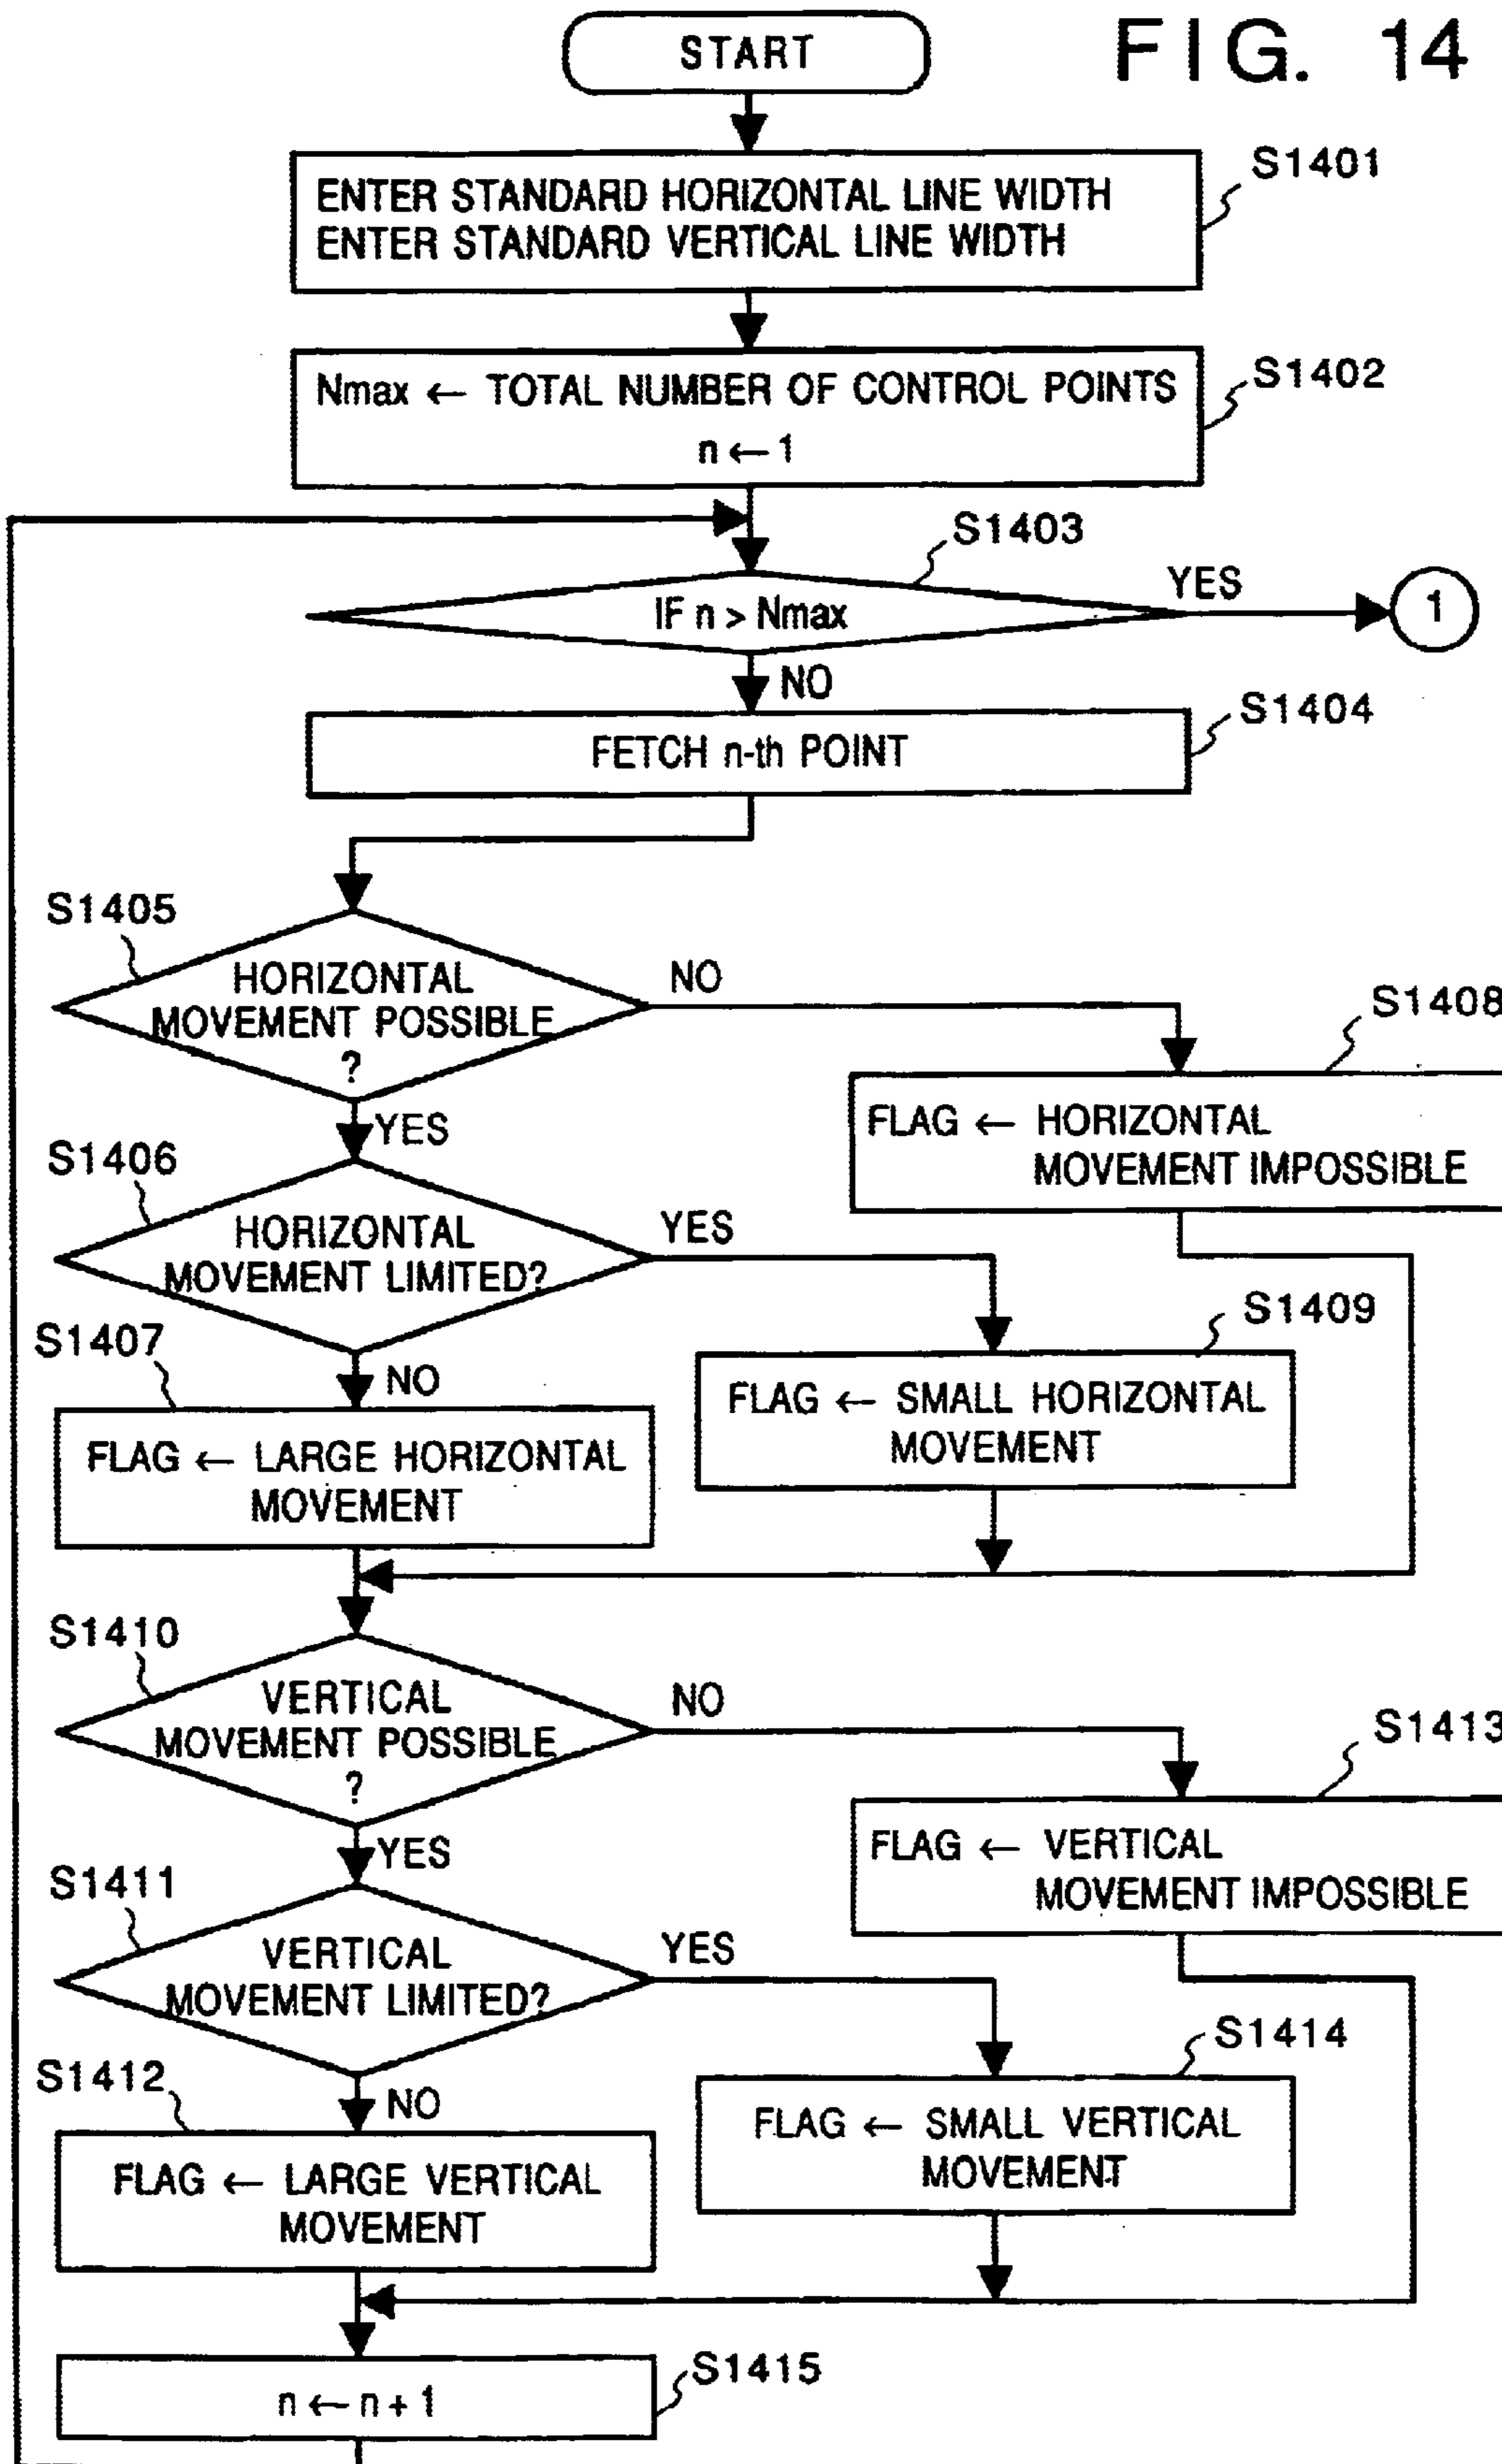 START
FIG. 14
S1401
ENTER STANDARD HORIZONTAL LINE WIDTH
ENTER STANDARD VERTICAL LINE WIDTH
S1402
Nmax ← TOTAL NUMBER OF CONTROL POINTS
n ← 1
S1403
IF n > Nmax
YES
1
NO
S1404
FETCH n-th POINT
S1405
HORIZONTAL
MOVEMENT POSSIBLE
?
NO
YES
S1408
FLAG ← HORIZONTAL
MOVEMENT IMPOSSIBLE
S1406
HORIZONTAL
MOVEMENT LIMITED?
YES
NO
S1409
FLAG ← SMALL HORIZONTAL
MOVEMENT
S1407
FLAG ← LARGE HORIZONTAL
MOVEMENT
S1410
VERTICAL
MOVEMENT POSSIBLE
?
NO
YES
S1413
FLAG ← VERTICAL
MOVEMENT IMPOSSIBLE
S1411
VERTICAL
MOVEMENT LIMITED?
YES
NO
S1414
FLAG ← SMALL VERTICAL
MOVEMENT
S1412
FLAG ← LARGE VERTICAL
MOVEMENT
S1415
n ← n + 1